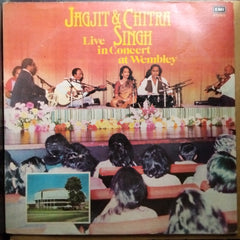 JAGJIT & CHITRA
SINGH
Live
in Concert
at Wembley
EMI